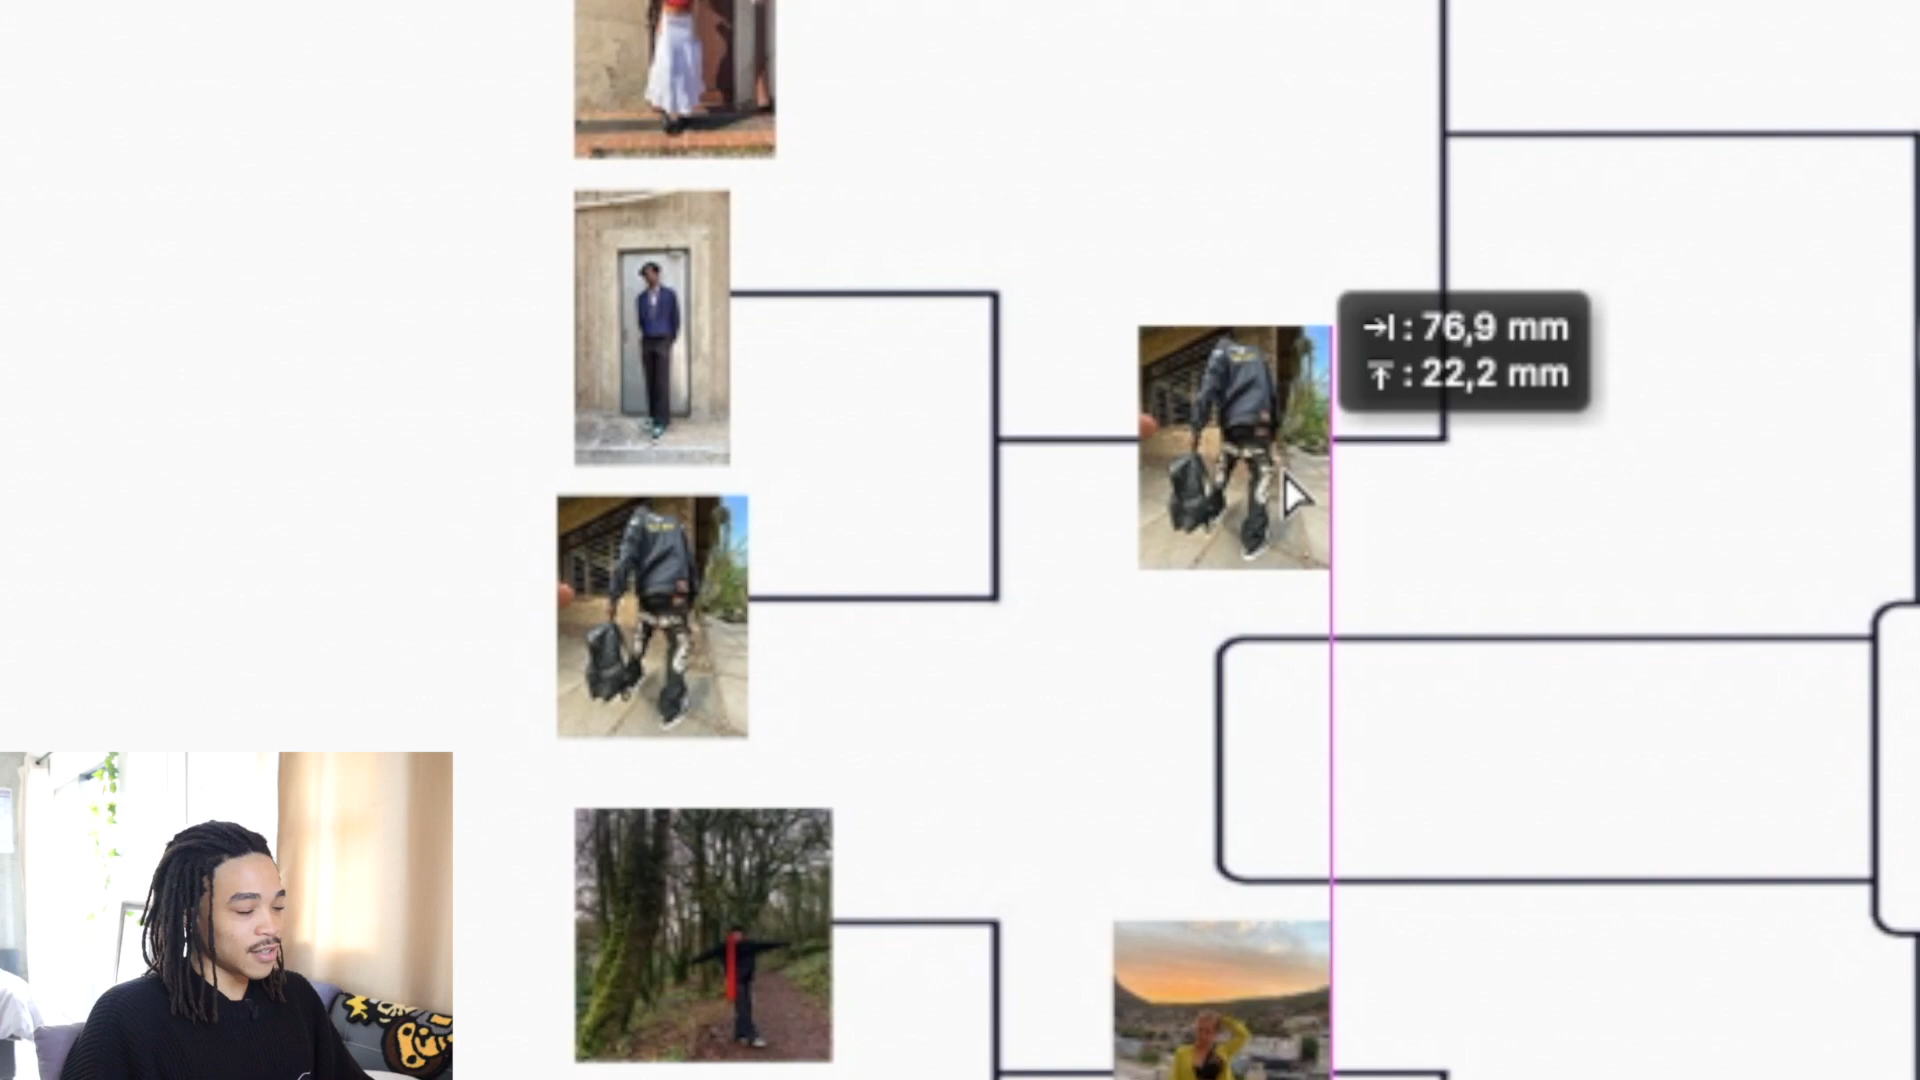 →| : 76,9 mm
↑ : 22,2 mm